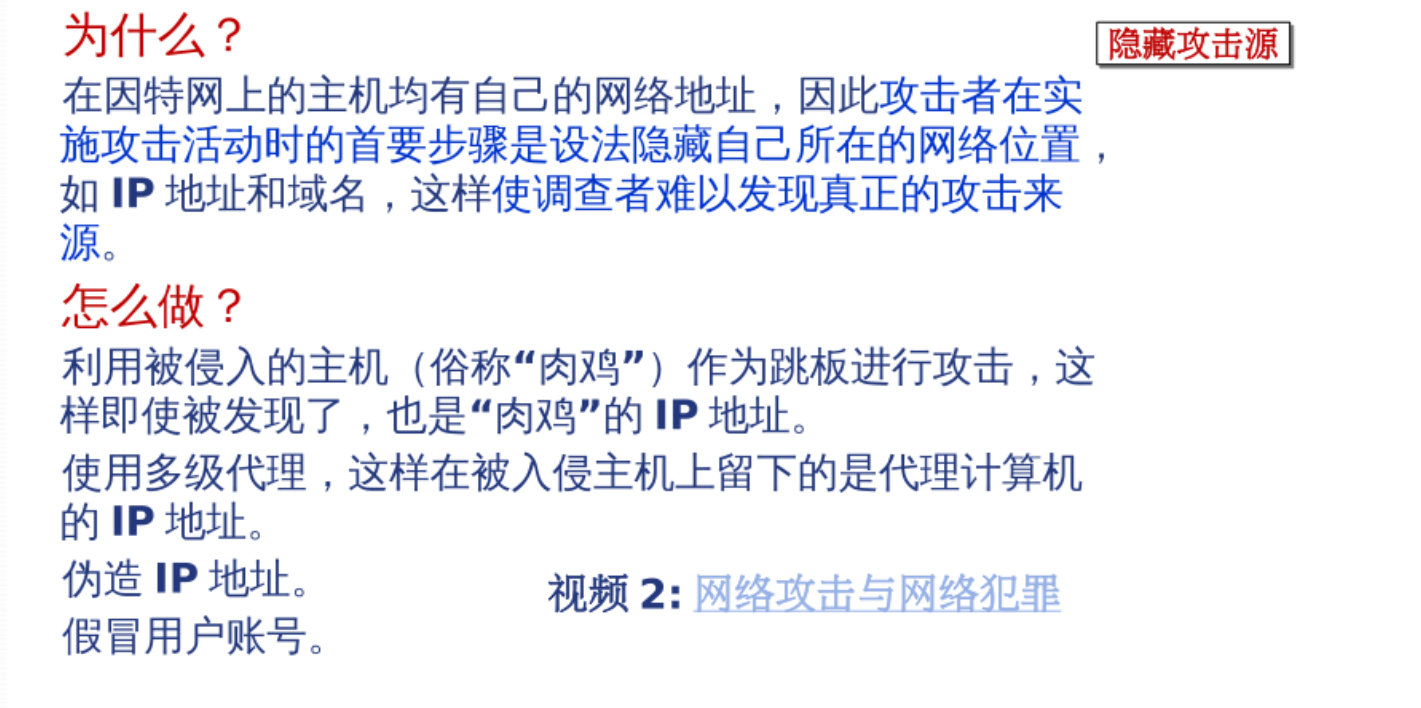 为什么？
隐藏攻击源
在因特网上的主机均有自己的网络地址，因此攻击者在实
施攻击活动时的首要步骤是设法隐藏自己所在的网络位置，
如 IP 地址和域名，这样使调查者难以发现真正的攻击来
源。
怎么做？
利用被侵入的主机（俗称“肉鸡”）作为跳板进行攻击，这
样即使被发现了，也是“肉鸡”的 IP 地址。
使用多级代理，这样在被入侵主机上留下的是代理计算机
的 IP 地址。
伪造 IP 地址。
视频 2: 网络攻击与网络犯罪
假冒用户账号。